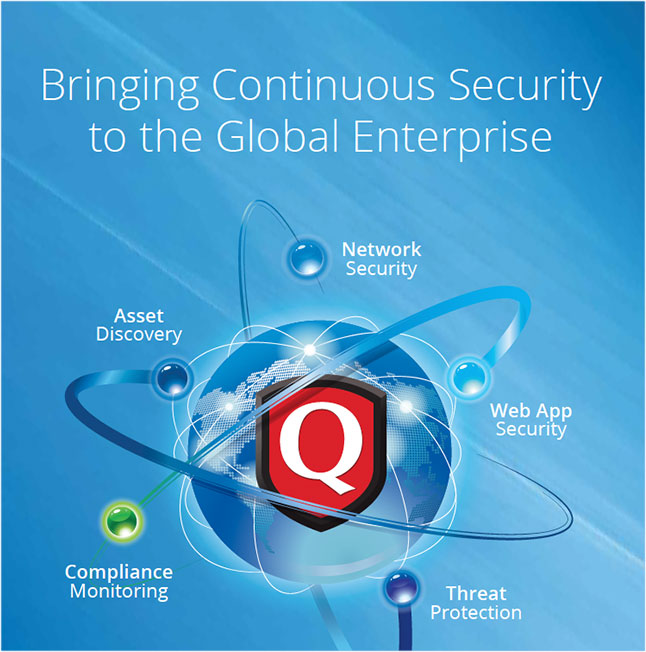 Bringing Continuous Security
to the Global Enterprise
Network
Security
Asset
Discovery
Web App
Security
Q
Compliance
Monitoring
Threat
Protection